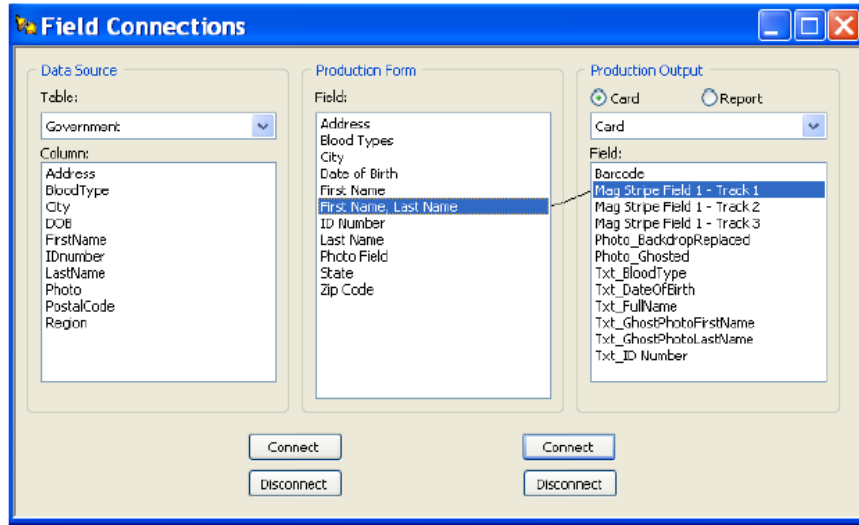 Field Connections
Data Source
Table:
Government
Column:
Address
BloodType
City
DOB
FirstName
IDnumber
LastName
Photo
PostalCode
Region
Production Form
Field:
Address
Blood Types
City
Date of Birth
First Name
First Name, Last Name
ID Number
Last Name
Photo Field
State
Zip Code
Production Output
Card
Report
Card
Field:
Barcode
Mag Stripe Field 1 - Track 1
Mag Stripe Field 1 - Track 2
Mag Stripe Field 1 - Track 3
Photo_BackdropReplaced
Photo_Ghosted
Txt_BloodType
Txt_DateOfBirth
Txt_FullName
Txt_GhostPhotoFirstName
Txt_GhostPhotoLastName
Txt_ID Number
Connect
Connect
Disconnect
Disconnect